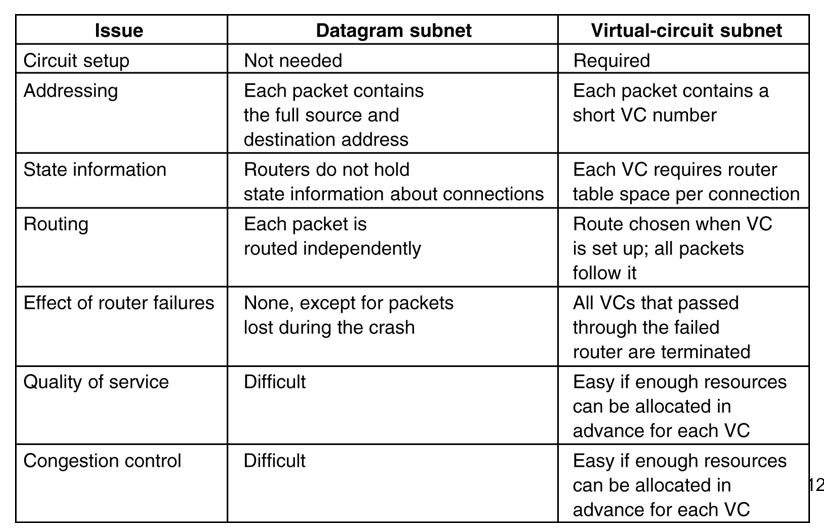 Issue Datagram subnet Virtual-circuit subnet
Circuit setup Not needed Required
Addressing Each packet contains Each packet contains a
the full source and short VC number
destination address
State information Routers do not hold Each VC requires router
state information about connections table space per connection
Routing Each packet is Route chosen when VC
routed independently is set up; all packets
follow it
Effect of router failures None, except for packets All VCs that passed
lost during the crash through the failed
router are terminated
Quality of service Difficult Easy if enough resources
can be allocated in
advance for each VC
Congestion control Difficult Easy if enough resources
can be allocated in
advance for each VC
12